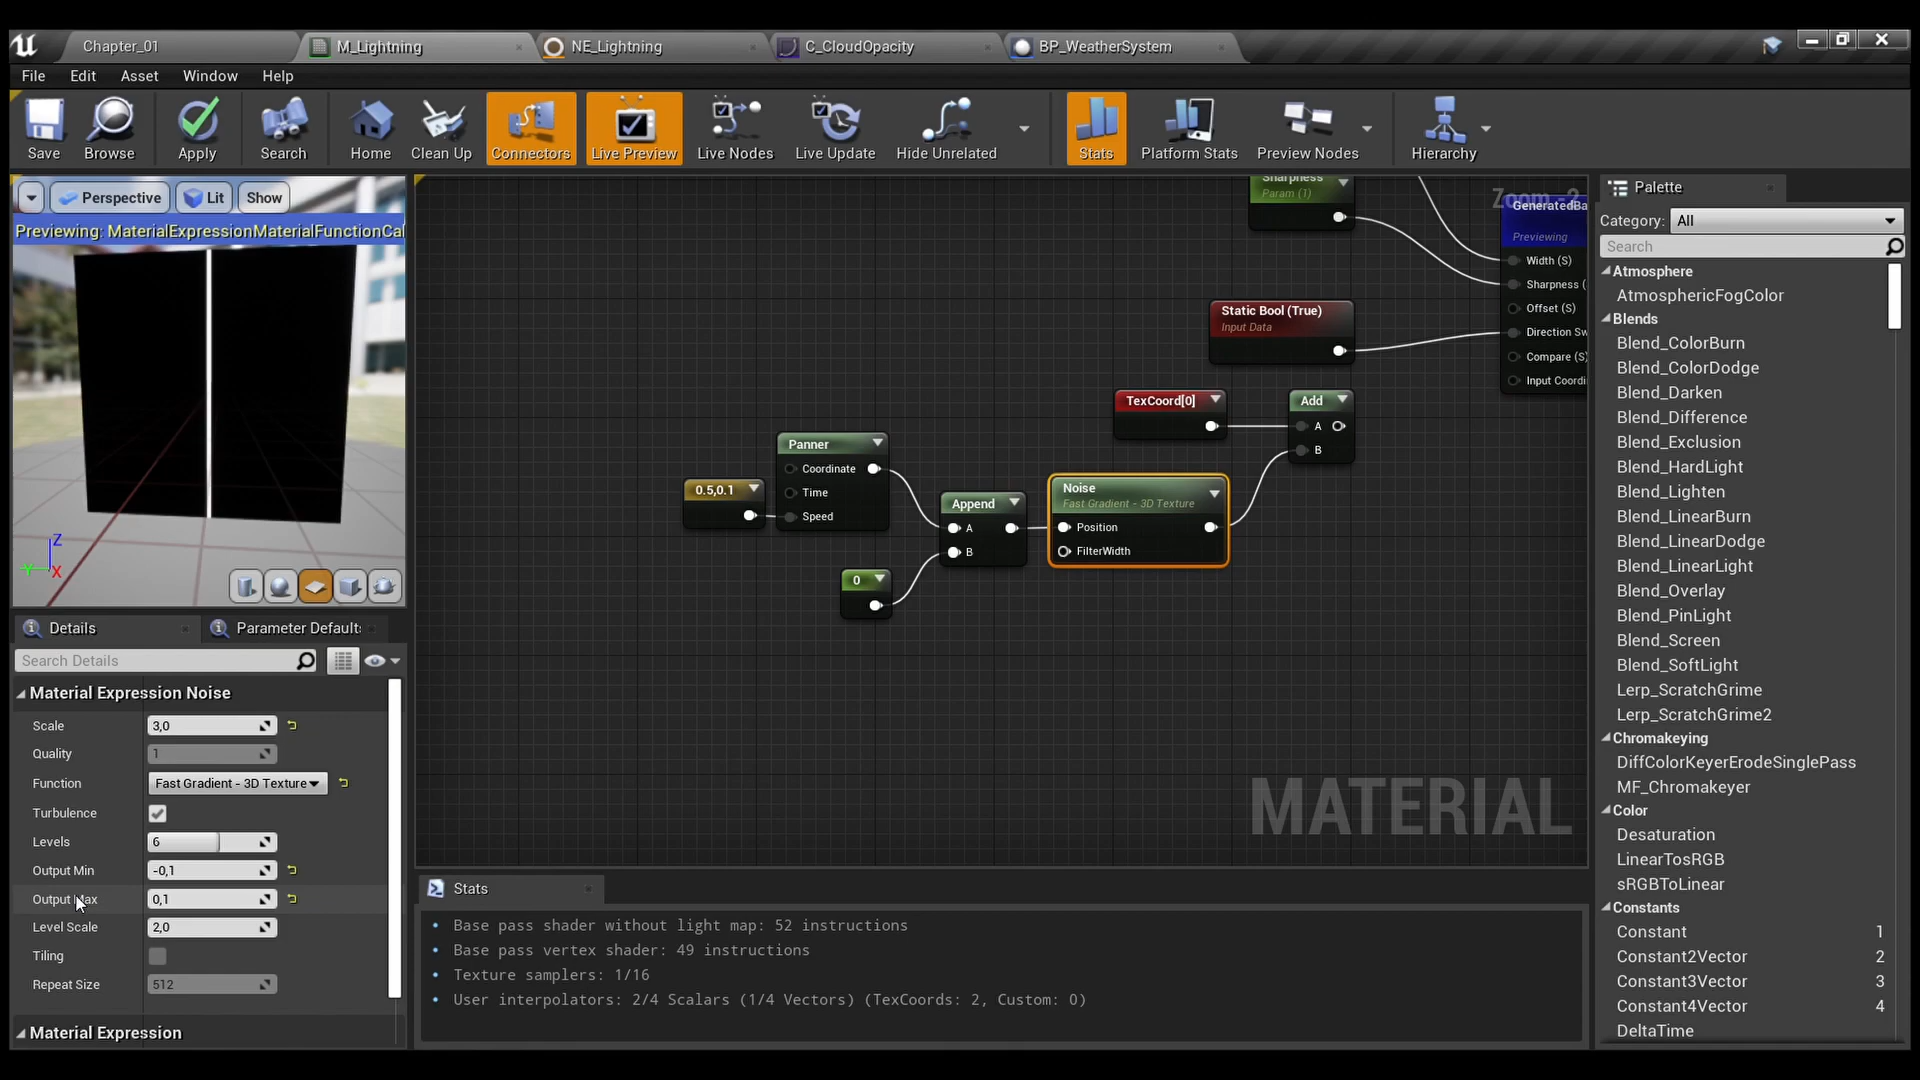 Chapter_01
M_Lightning
NE_Lightning
C_CloudOpacity
BP_WeatherSystem
File Edit Asset Window Help
Save Browse Apply Search Home Clean Up Connectors Live Preview Live Nodes Live Update Hide Unrelated Stats Platform Stats Preview Nodes Hierarchy
Perspective Lit Show
Previewing: MaterialExpressionMaterialFunctionCal
Z
Y
X
Details
Parameter Default
Search Details
Material Expression Noise
Scale 3,0
Quality 1
Function Fast Gradient - 3D Texture
Turbulence
Levels 6
Output Min -0,1
Output Max 0,1
Level Scale 2,0
Tiling
Repeat Size 512
Material Expression
Zoom -2
Sharpness
Param (1)
GeneratedBa
Previewing
Width (S)
Sharpness (
Offset (S)
Direction Sw
Compare (S)
Input Coordi
Static Bool (True)
Input Data
TexCoord[0]
Add
A
B
Panner
Coordinate
Time
Speed
0.5,0.1
Append
A
B
0
Noise
Fast Gradient - 3D Texture
Position
FilterWidth
MATERIAL
Stats
• Base pass shader without light map: 52 instructions
• Base pass vertex shader: 49 instructions
• Texture samplers: 1/16
• User interpolators: 2/4 Scalars (1/4 Vectors) (TexCoords: 2, Custom: 0)
Palette
Category: All
Search
Atmosphere
AtmosphericFogColor
Blends
Blend_ColorBurn
Blend_ColorDodge
Blend_Darken
Blend_Difference
Blend_Exclusion
Blend_HardLight
Blend_Lighten
Blend_LinearBurn
Blend_LinearDodge
Blend_LinearLight
Blend_Overlay
Blend_PinLight
Blend_Screen
Blend_SoftLight
Lerp_ScratchGrime
Lerp_ScratchGrime2
Chromakeying
DiffColorKeyerErodeSinglePass
MF_Chromakeyer
Color
Desaturation
LinearTosRGB
sRGBToLinear
Constants
Constant 1
Constant2Vector 2
Constant3Vector 3
Constant4Vector 4
DeltaTime